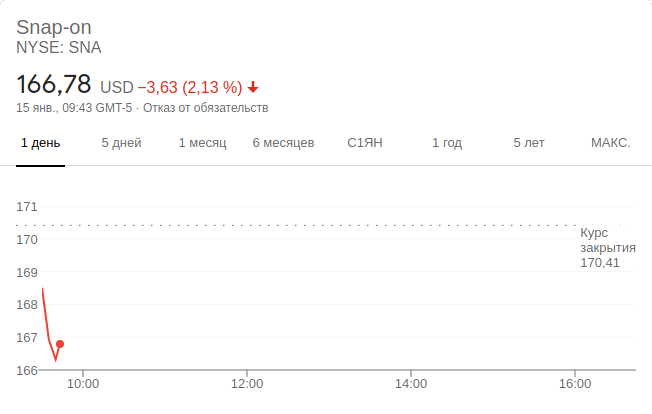 Snap-on
NYSE: SNA
166,78 USD −3,63 (2,13 %)
15 янв., 09:43 GMT-5 · Отказ от обязательств
1 день 5 дней 1 месяц 6 месяцев С1ЯН 1 год 5 лет МАКС.
171
170
169
168
167
166
Курс
закрытия
170,41
10:00 12:00 14:00 16:00